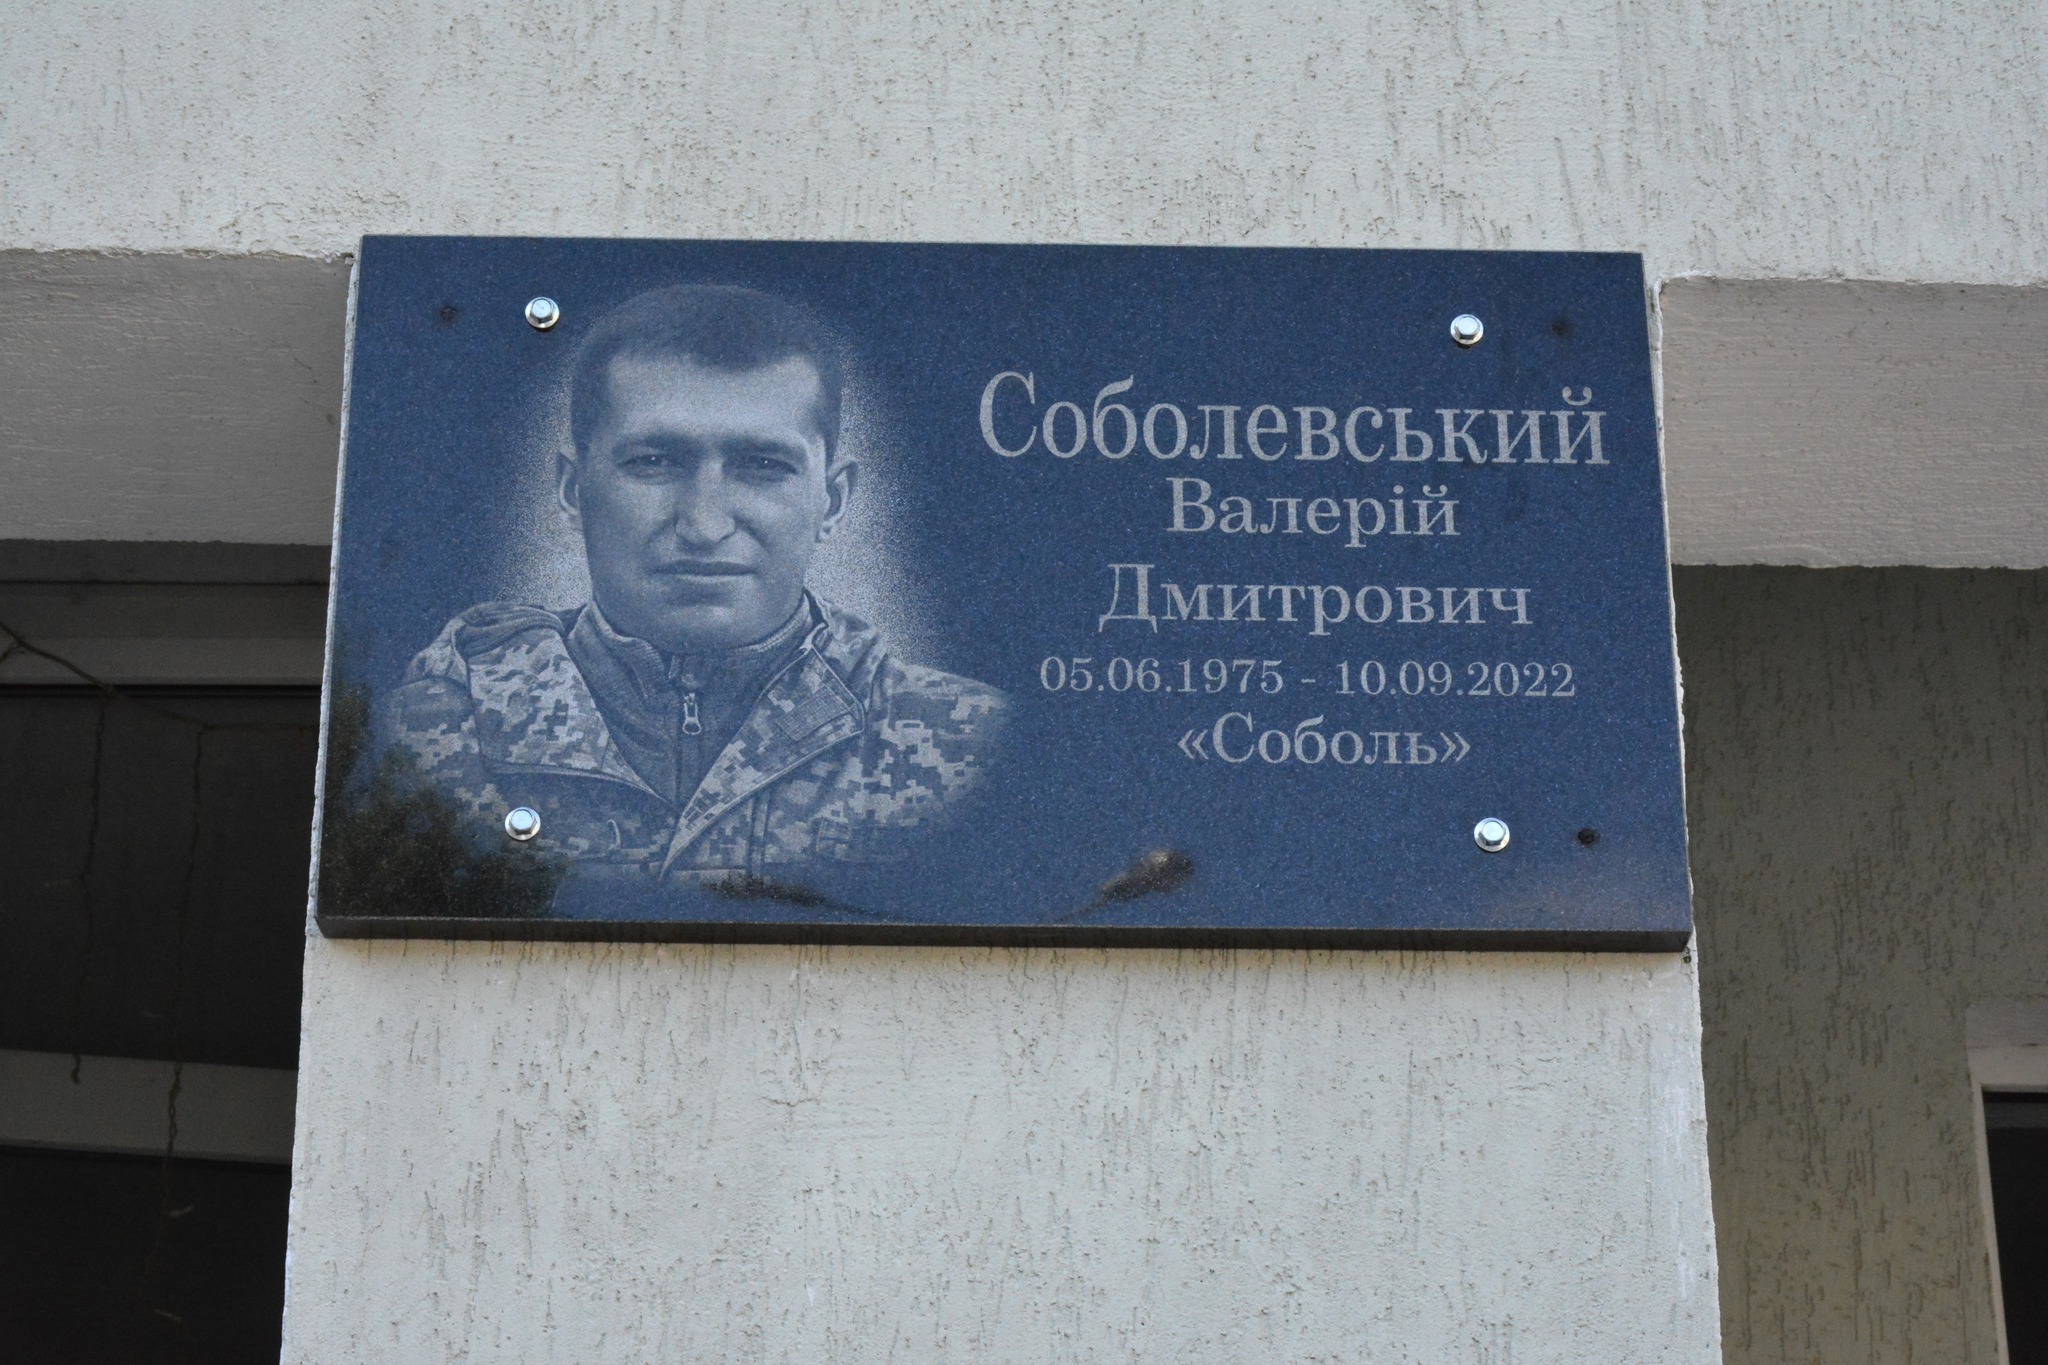 Соболевський
Валерій
Дмитрович
05.06.1975 - 10.09.2022
«Соболь»